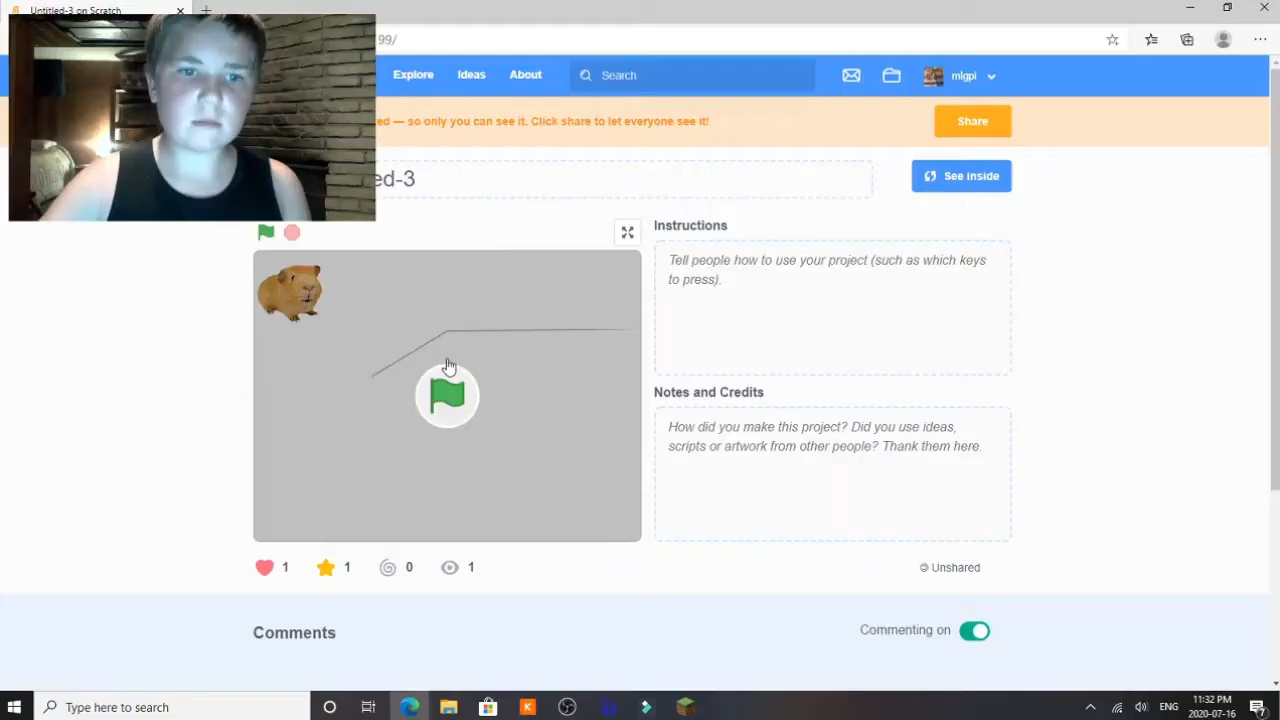 Untitled-3 on Scratch
99/
Explore Ideas About Search mlgpi
ed — so only you can see it. Click share to let everyone see it!
Share
ed-3
See inside
Instructions
Tell people how to use your project (such as which keys
to press).
Notes and Credits
How did you make this project? Did you use ideas,
scripts or artwork from other people? Thank them here.
1 1 0 1
Unshared
Comments
Commenting on
Type here to search
ENG
11:32 PM
2020-07-16